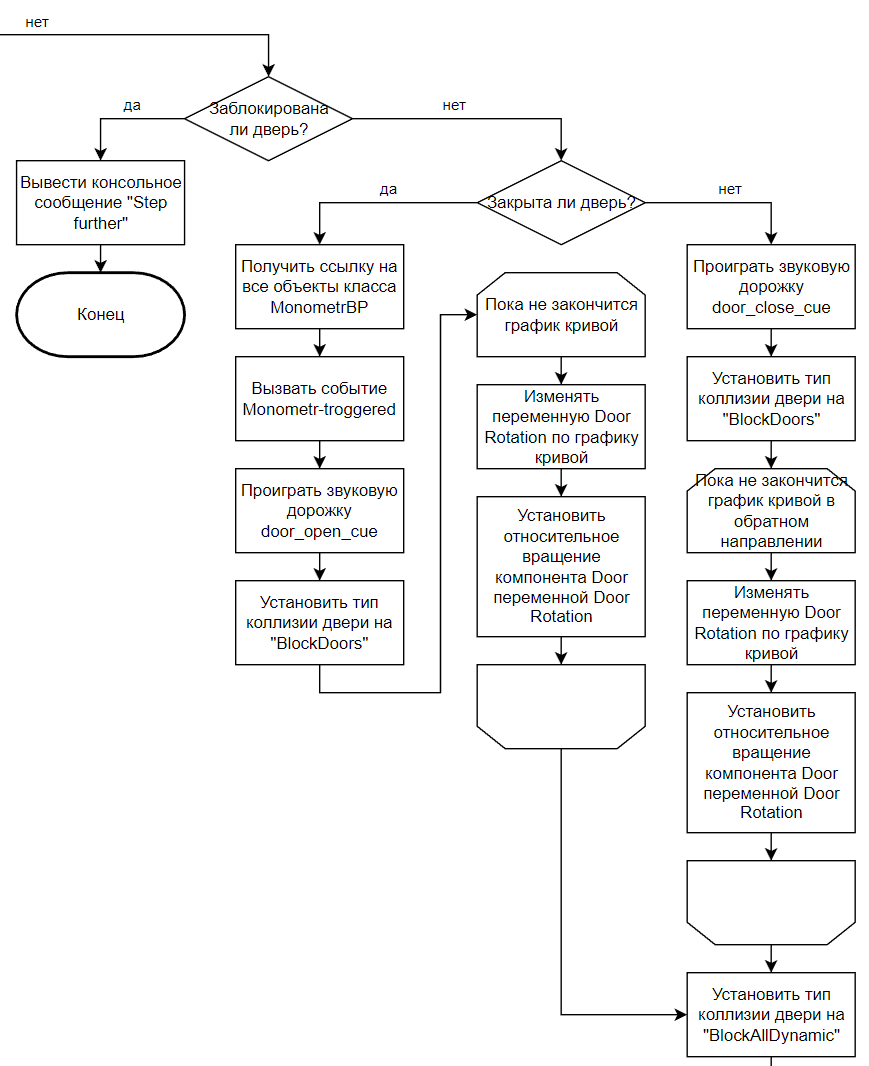 нет
Заблокирована
ли дверь?
да
нет
Вывести консольное
сообщение "Step
further"
Конец
Закрыта ли дверь?
да
нет
Получить ссылку на
все объекты класса
MonometrBP
Вызвать событие
Monometr-troggered
Проиграть звуковую
дорожку
door_open_cue
Установить тип
коллизии двери на
"BlockDoors"
Пока не закончится
график кривой
Изменять
переменную Door
Rotation по графику
кривой
Установить
относительное
вращение
компонента Door
переменной Door
Rotation
Проиграть звуковую
дорожку
door_close_cue
Установить тип
коллизии двери на
"BlockDoors"
Пока не закончится
график кривой в
обратном
направлении
Изменять
переменную Door
Rotation по графику
кривой
Установить
относительное
вращение
компонента Door
переменной Door
Rotation
Установить тип
коллизии двери на
"BlockAllDynamic"